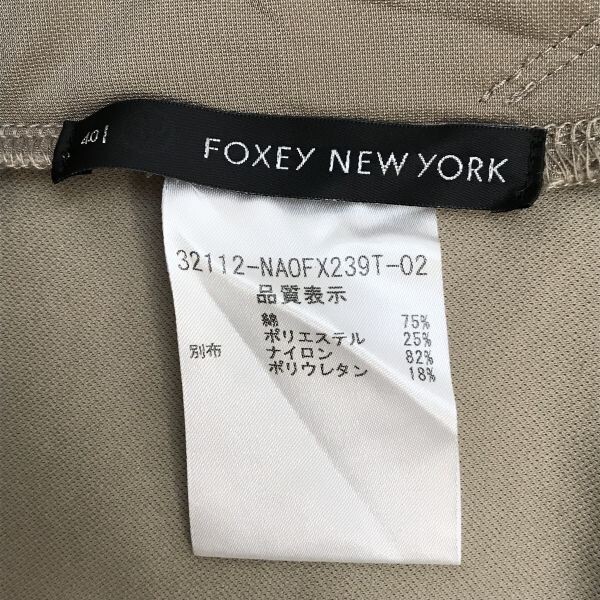 40
FOXEY NEW YORK
32112-NA0FX239T-02
品質表示
綿 75%
ポリエステル 25%
別布 ナイロン 82%
ポリウレタン 18%